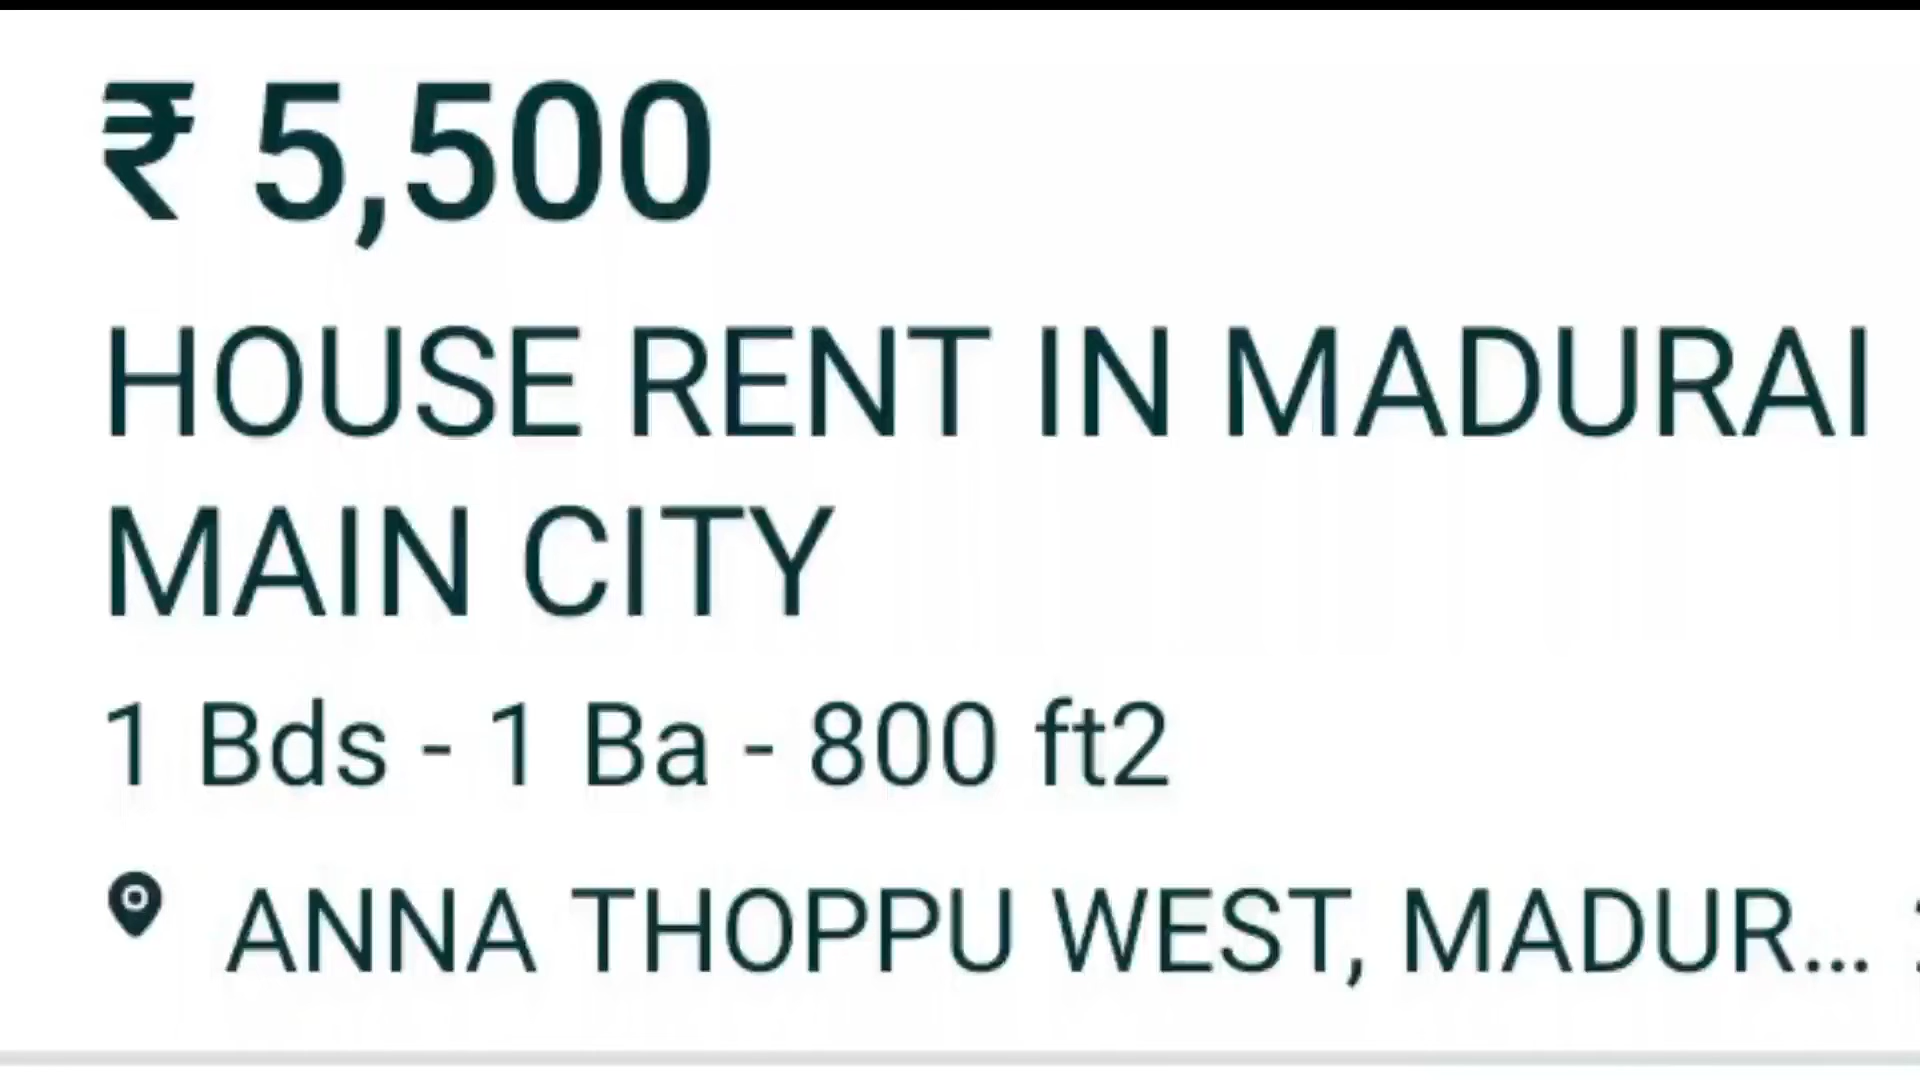 ₹ 5,500
HOUSE RENT IN MADURAI
MAIN CITY
1 Bds - 1 Ba - 800 ft2
ANNA THOPPU WEST, MADUR...